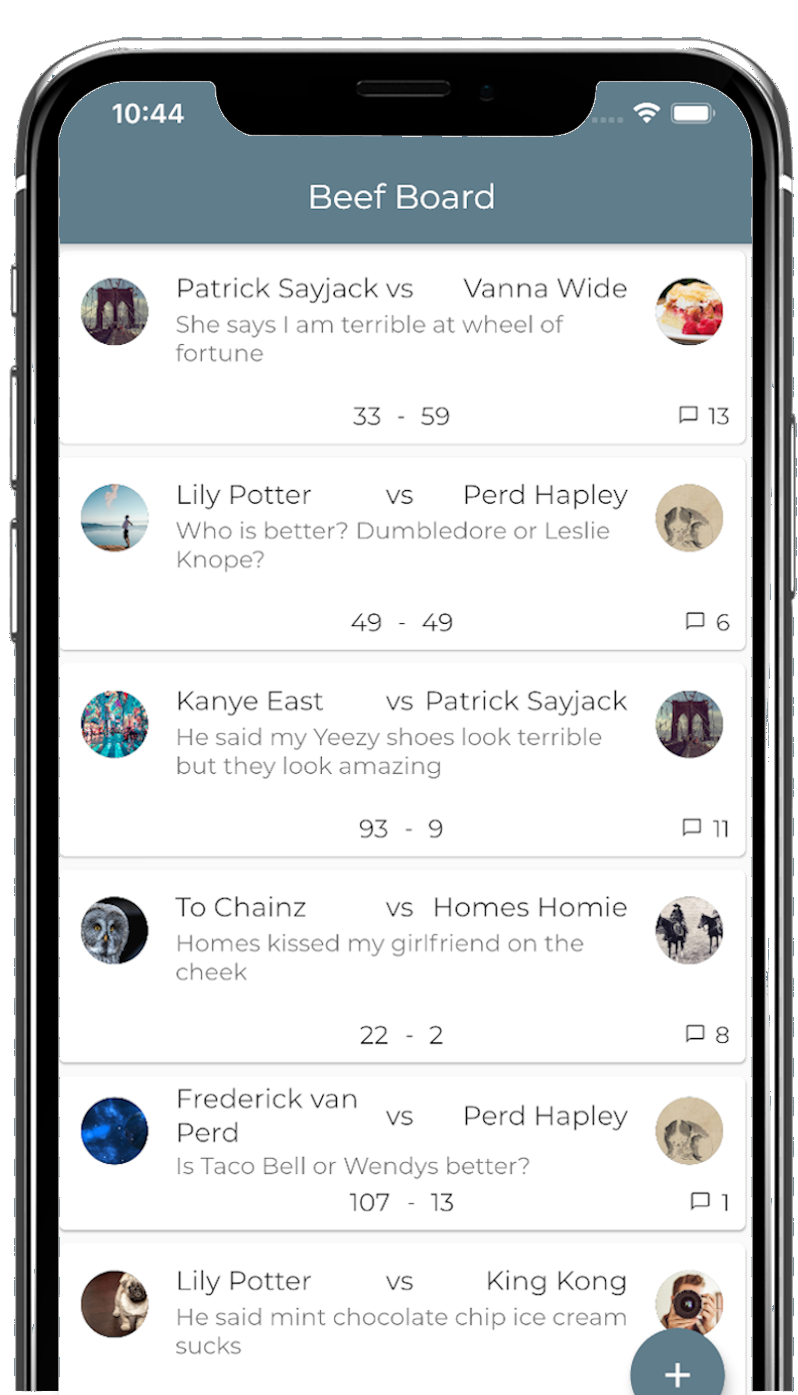 10:44
Beef Board
Patrick Sayjack vs Vanna Wide
She says I am terrible at wheel of
fortune
33 - 59 13
Lily Potter vs Perd Hapley
Who is better? Dumbledore or Leslie
Knope?
49 - 49 6
Kanye East vs Patrick Sayjack
He said my Yeezy shoes look terrible
but they look amazing
93 - 9 11
To Chainz vs Homes Homie
Homes kissed my girlfriend on the
cheek
22 - 2 8
Frederick van
Perd vs Perd Hapley
Is Taco Bell or Wendys better?
107 - 13 1
Lily Potter vs King Kong
He said mint chocolate chip ice cream
sucks
+